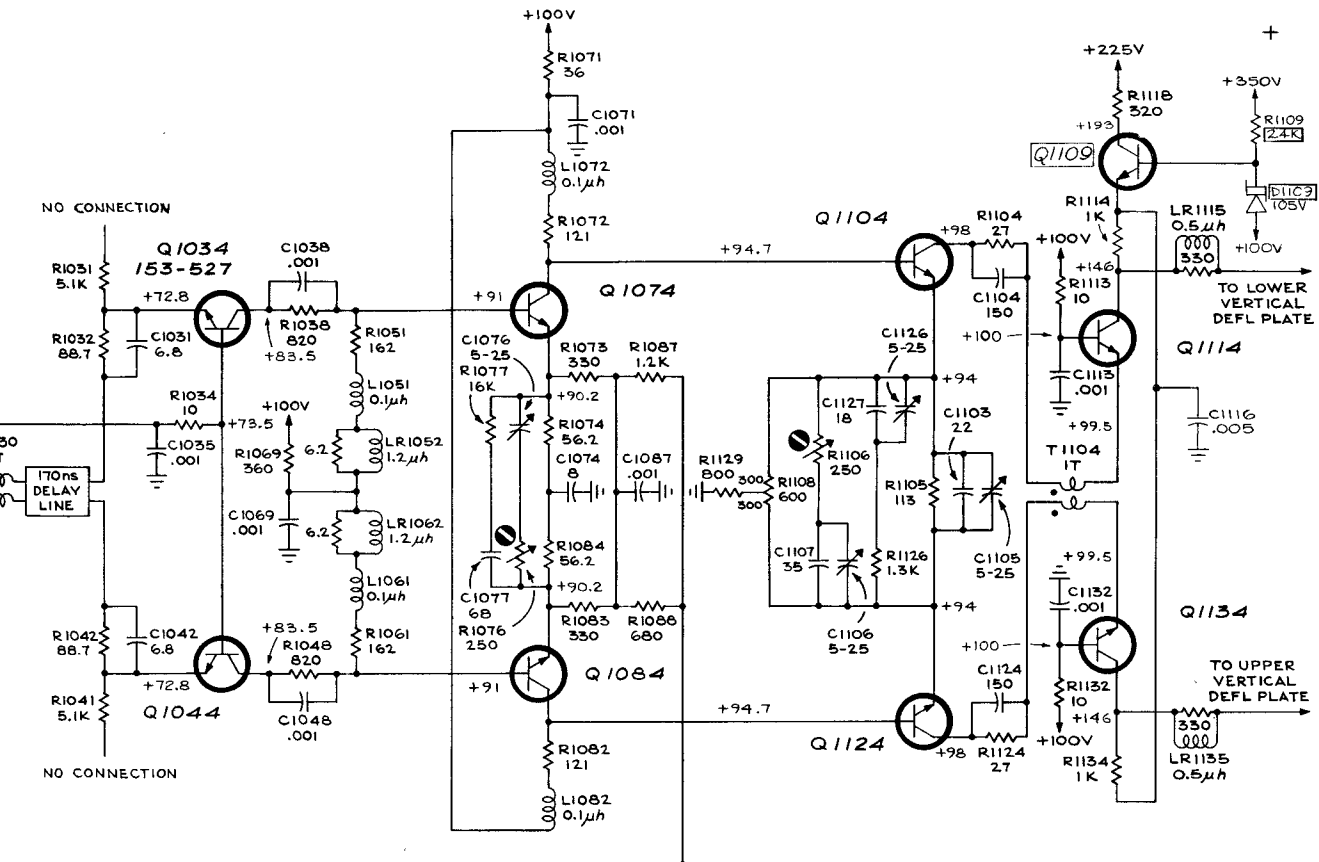 +100V
R1071
36
C1071
.001
L1072
0.1µh
R1072
121
+225V
R1118
320
+193
Q1109
+350V
R1109
24K
D1109
105V
+100V
R1114
1K
LR1115
0.5µh
330
+146
TO LOWER
VERTICAL
DEFL PLATE
NO CONNECTION
R1031
5.1K
Q1034
153-527
C1038
.001
+72.8
R1032
88.7
C1031
6.8
R1038
820
+83.5
R1051
162
L1051
0.1µh
R1034
10
+73.5
C1035
.001
+100V
R1069
360
6.2
LR1052
1.2µh
30
T
170ns
DELAY
LINE
C1069
.001
6.2
LR1062
1.2µh
L1061
0.1µh
R1061
162
R1042
88.7
C1042
6.8
+83.5
R1048
820
+72.8
R1041
5.1K
Q1044
C1048
.001
NO CONNECTION
+91
Q1074
C1076
5-25
R1077
16K
R1073
330
R1087
1.2K
+90.2
R1074
56.2
C1074
8
C1087
.001
R1084
56.2
+90.2
C1077
68
R1076
250
R1083
330
R1088
680
+91
Q1084
R1082
121
L1082
0.1µh
+94.7
Q1104
+98
R1104
27
C1104
150
C1126
5-25
+94
C1127
18
R1106
250
C1103
22
R1129
800
300
300
R1108
600
R1105
113
C1107
35
R1126
1.3K
C1105
5-25
C1106
5-25
+94
+94.7
Q1124
+98
C1124
150
R1124
27
+100V
R1113
10
+100
Q1114
C1113
.001
+99.5
T1104
1T
C1116
.005
+99.5
C1132
.001
Q1134
+100
R1132
10
+146
+100V
R1134
1K
TO UPPER
VERTICAL
DEFL PLATE
330
LR1135
0.5µh